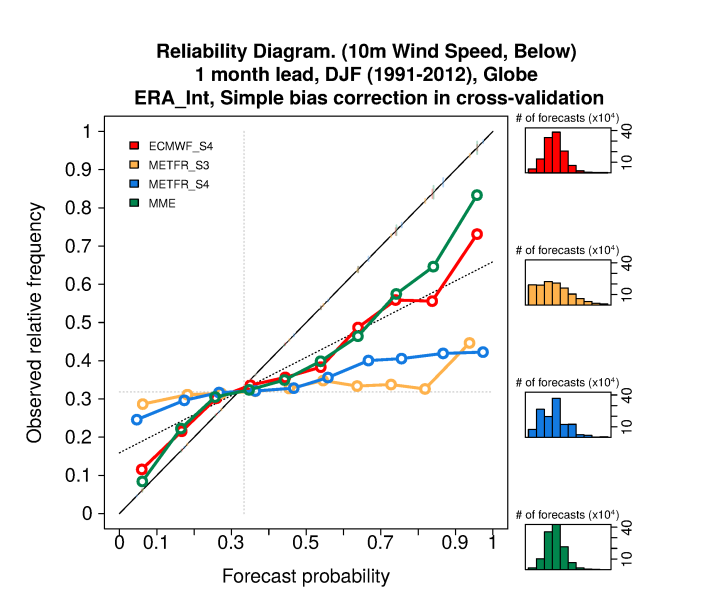 Reliability Diagram. (10m Wind Speed, Below)
1 month lead, DJF (1991-2012), Globe
ERA_Int, Simple bias correction in cross-validation
ECMWF_S4
METFR_S3
METFR_S4
MME
Observed relative frequency
1
0.9
0.8
0.7
0.6
0.5
0.4
0.3
0.2
0.1
0
0 0.1 0.3 0.5 0.7 0.9 1
Forecast probability
# of forecasts (x10⁴)
10 40
# of forecasts (x10⁴)
10 40
# of forecasts (x10⁴)
10 40
# of forecasts (x10⁴)
10 40